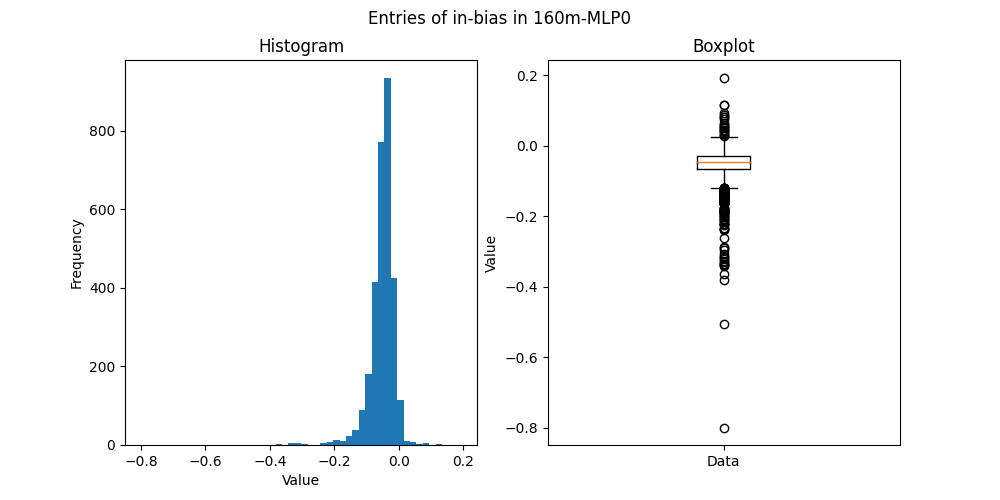 Entries of in-bias in 160m-MLP0
Histogram
Frequency
800
600
400
200
0
−0.8 −0.6 −0.4 −0.2 0.0 0.2
Value
Boxplot
Value
0.2
0.0
−0.2
−0.4
−0.6
−0.8
Data